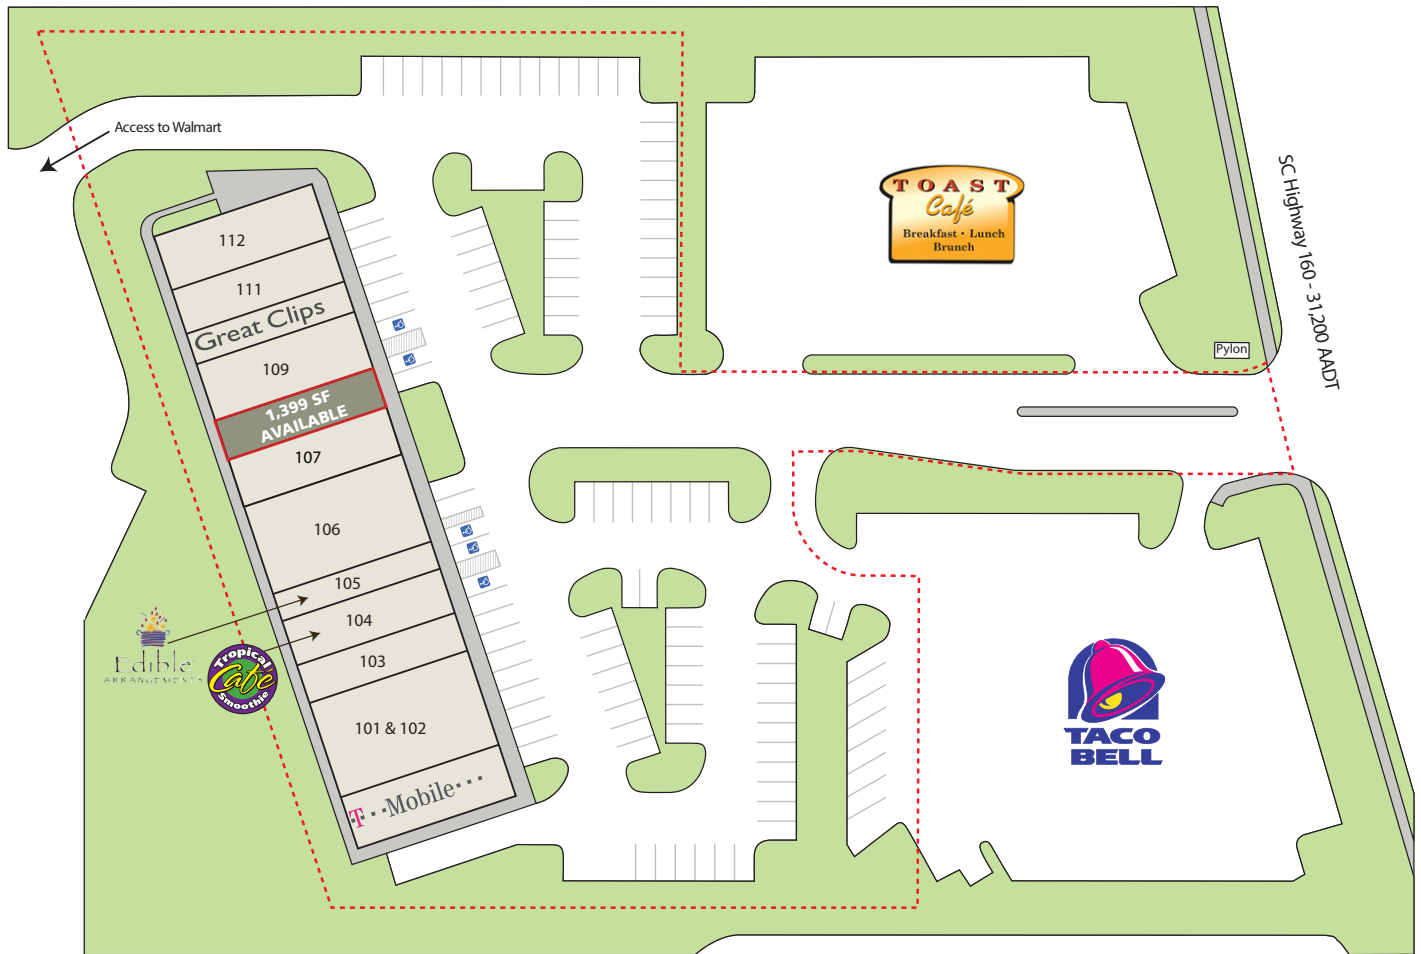 Access to Walmart
TOAST
Café
Breakfast • Lunch
Brunch
SC Highway 160 - 31,200 AADT
Pylon
112
111
Great Clips
109
1,399 SF
AVAILABLE
107
106
105
104
103
101 & 102
T··Mobile···
Edible
ARRANGEMENTS
Tropical
Café
Smoothie
TACO
BELL